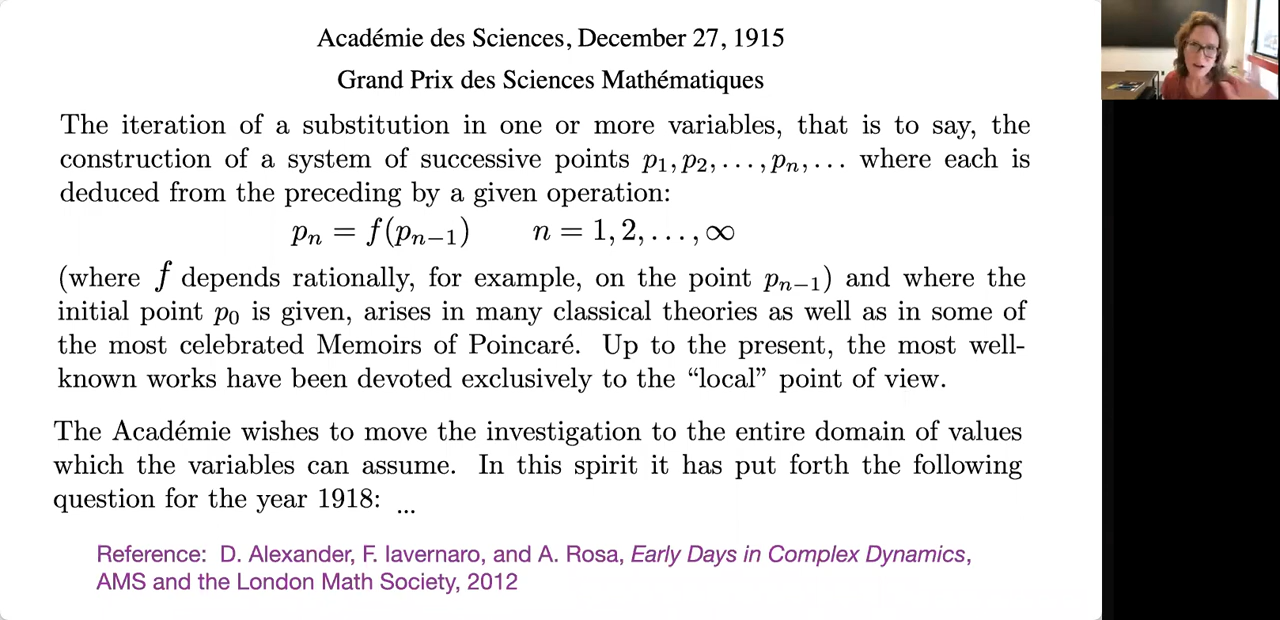 Académie des Sciences, December 27, 1915
Grand Prix des Sciences Mathématiques
The iteration of a substitution in one or more variables, that is to say, the
construction of a system of successive points p₁, p₂, . . . , pₙ, . . . where each is
deduced from the preceding by a given operation:
pₙ = f(pₙ₋₁) n = 1, 2, . . . , ∞
(where f depends rationally, for example, on the point pₙ₋₁) and where the
initial point p₀ is given, arises in many classical theories as well as in some of
the most celebrated Memoirs of Poincaré. Up to the present, the most well-
known works have been devoted exclusively to the “local” point of view.
The Académie wishes to move the investigation to the entire domain of values
which the variables can assume. In this spirit it has put forth the following
question for the year 1918: ...
Reference: D. Alexander, F. Iavernaro, and A. Rosa, Early Days in Complex Dynamics,
AMS and the London Math Society, 2012